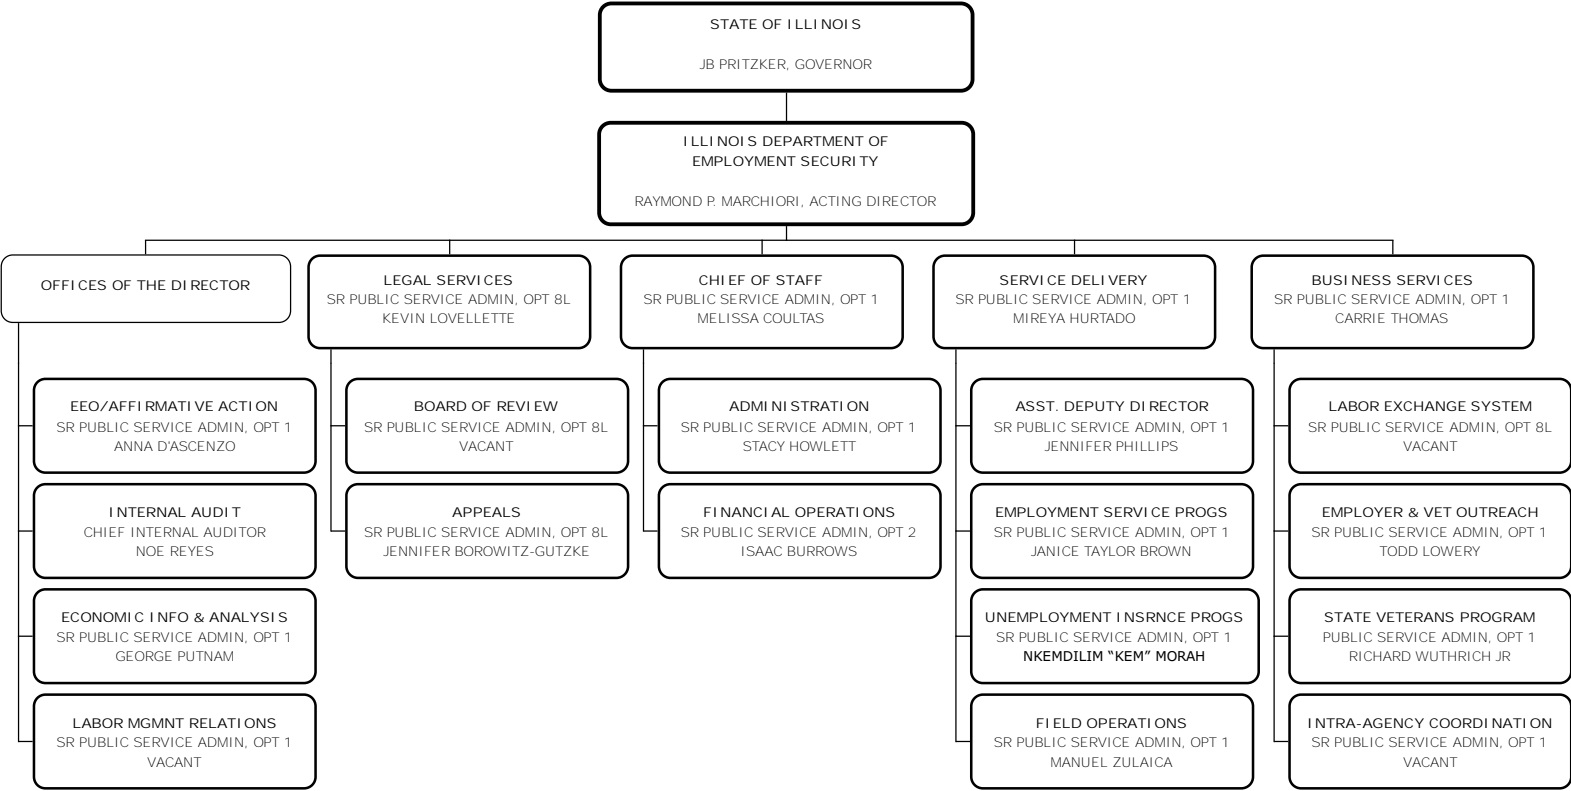 STATE OF ILLINOIS
JB PRITZKER, GOVERNOR
ILLINOIS DEPARTMENT OF
EMPLOYMENT SECURITY
RAYMOND P. MARCHIORI, ACTING DIRECTOR
OFFICES OF THE DIRECTOR
LEGAL SERVICES
SR PUBLIC SERVICE ADMIN, OPT 8L
KEVIN LOVELLETTE
CHIEF OF STAFF
SR PUBLIC SERVICE ADMIN, OPT 1
MELISSA COULTAS
SERVICE DELIVERY
SR PUBLIC SERVICE ADMIN, OPT 1
MIREYA HURTADO
BUSINESS SERVICES
SR PUBLIC SERVICE ADMIN, OPT 1
CARRIE THOMAS
EEO/AFFIRMATIVE ACTION
SR PUBLIC SERVICE ADMIN, OPT 1
ANNA D'ASCENZO
INTERNAL AUDIT
CHIEF INTERNAL AUDITOR
NOE REYES
ECONOMIC INFO & ANALYSIS
SR PUBLIC SERVICE ADMIN, OPT 1
GEORGE PUTNAM
LABOR MGMNT RELATIONS
SR PUBLIC SERVICE ADMIN, OPT 1
VACANT
BOARD OF REVIEW
SR PUBLIC SERVICE ADMIN, OPT 8L
VACANT
APPEALS
SR PUBLIC SERVICE ADMIN, OPT 8L
JENNIFER BOROWITZ-GUTZKE
ADMINISTRATION
SR PUBLIC SERVICE ADMIN, OPT 1
STACY HOWLETT
FINANCIAL OPERATIONS
SR PUBLIC SERVICE ADMIN, OPT 2
ISAAC BURROWS
ASST. DEPUTY DIRECTOR
SR PUBLIC SERVICE ADMIN, OPT 1
JENNIFER PHILLIPS
EMPLOYMENT SERVICE PROGS
SR PUBLIC SERVICE ADMIN, OPT 1
JANICE TAYLOR BROWN
UNEMPLOYMENT INSRNCE PROGS
SR PUBLIC SERVICE ADMIN, OPT 1
NKEMDILIM “KEM” MORAH
FIELD OPERATIONS
SR PUBLIC SERVICE ADMIN, OPT 1
MANUEL ZULAICA
LABOR EXCHANGE SYSTEM
SR PUBLIC SERVICE ADMIN, OPT 8L
VACANT
EMPLOYER & VET OUTREACH
SR PUBLIC SERVICE ADMIN, OPT 1
TODD LOWERY
STATE VETERANS PROGRAM
PUBLIC SERVICE ADMIN, OPT 1
RICHARD WUTHRICH JR
INTRA-AGENCY COORDINATION
SR PUBLIC SERVICE ADMIN, OPT 1
VACANT